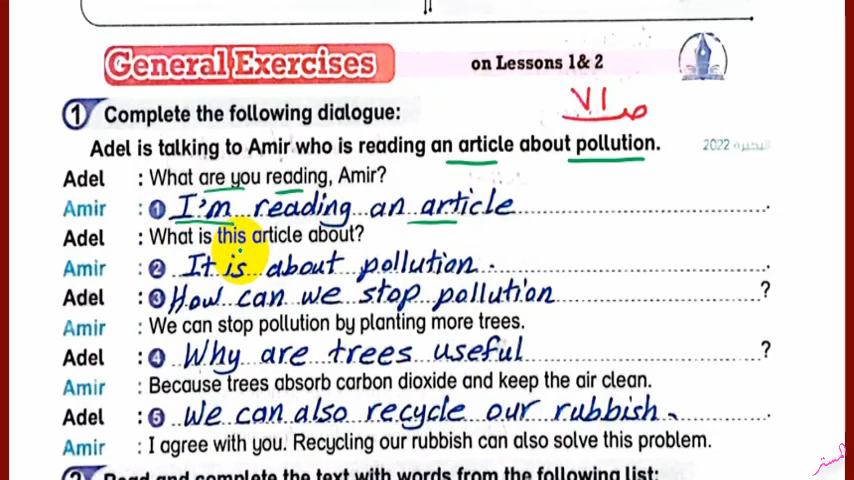 General Exercises
on Lessons 1& 2
1 Complete the following dialogue:
ص ٧١
Adel is talking to Amir who is reading an article about pollution.
البحيرة 2022
Adel : What are you reading, Amir?
Amir : 1 I'm reading an article.
Adel : What is this article about?
Amir : 2 It is about pollution.
Adel : 3 How can we stop pollution ?
Amir : We can stop pollution by planting more trees.
Adel : 4 Why are trees useful ?
Amir : Because trees absorb carbon dioxide and keep the air clean.
Adel : 5 We can also recycle our rubbish.
Amir : I agree with you. Recycling our rubbish can also solve this problem.
2 Read and complete the text with words from the following list: